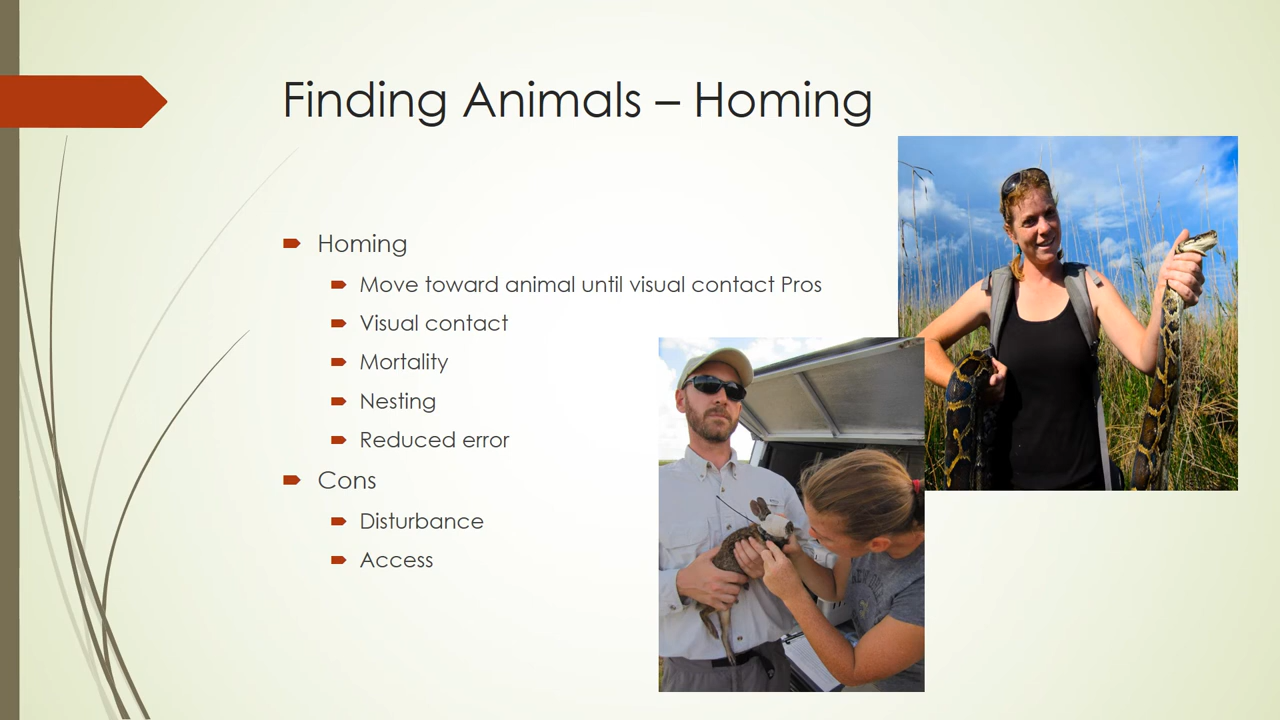 Finding Animals – Homing
Homing
Move toward animal until visual contact Pros
Visual contact
Mortality
Nesting
Reduced error
Cons
Disturbance
Access